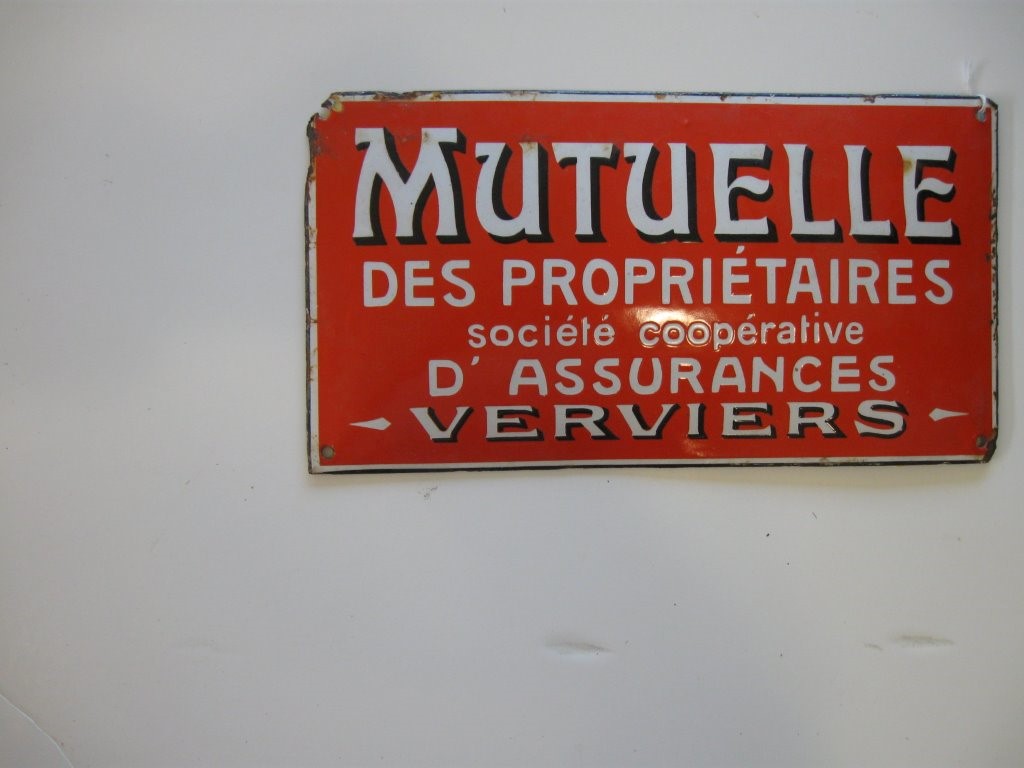 MUTUELLE
DES PROPRIÉTAIRES
société coopérative
D' ASSURANCES
VERVIERS